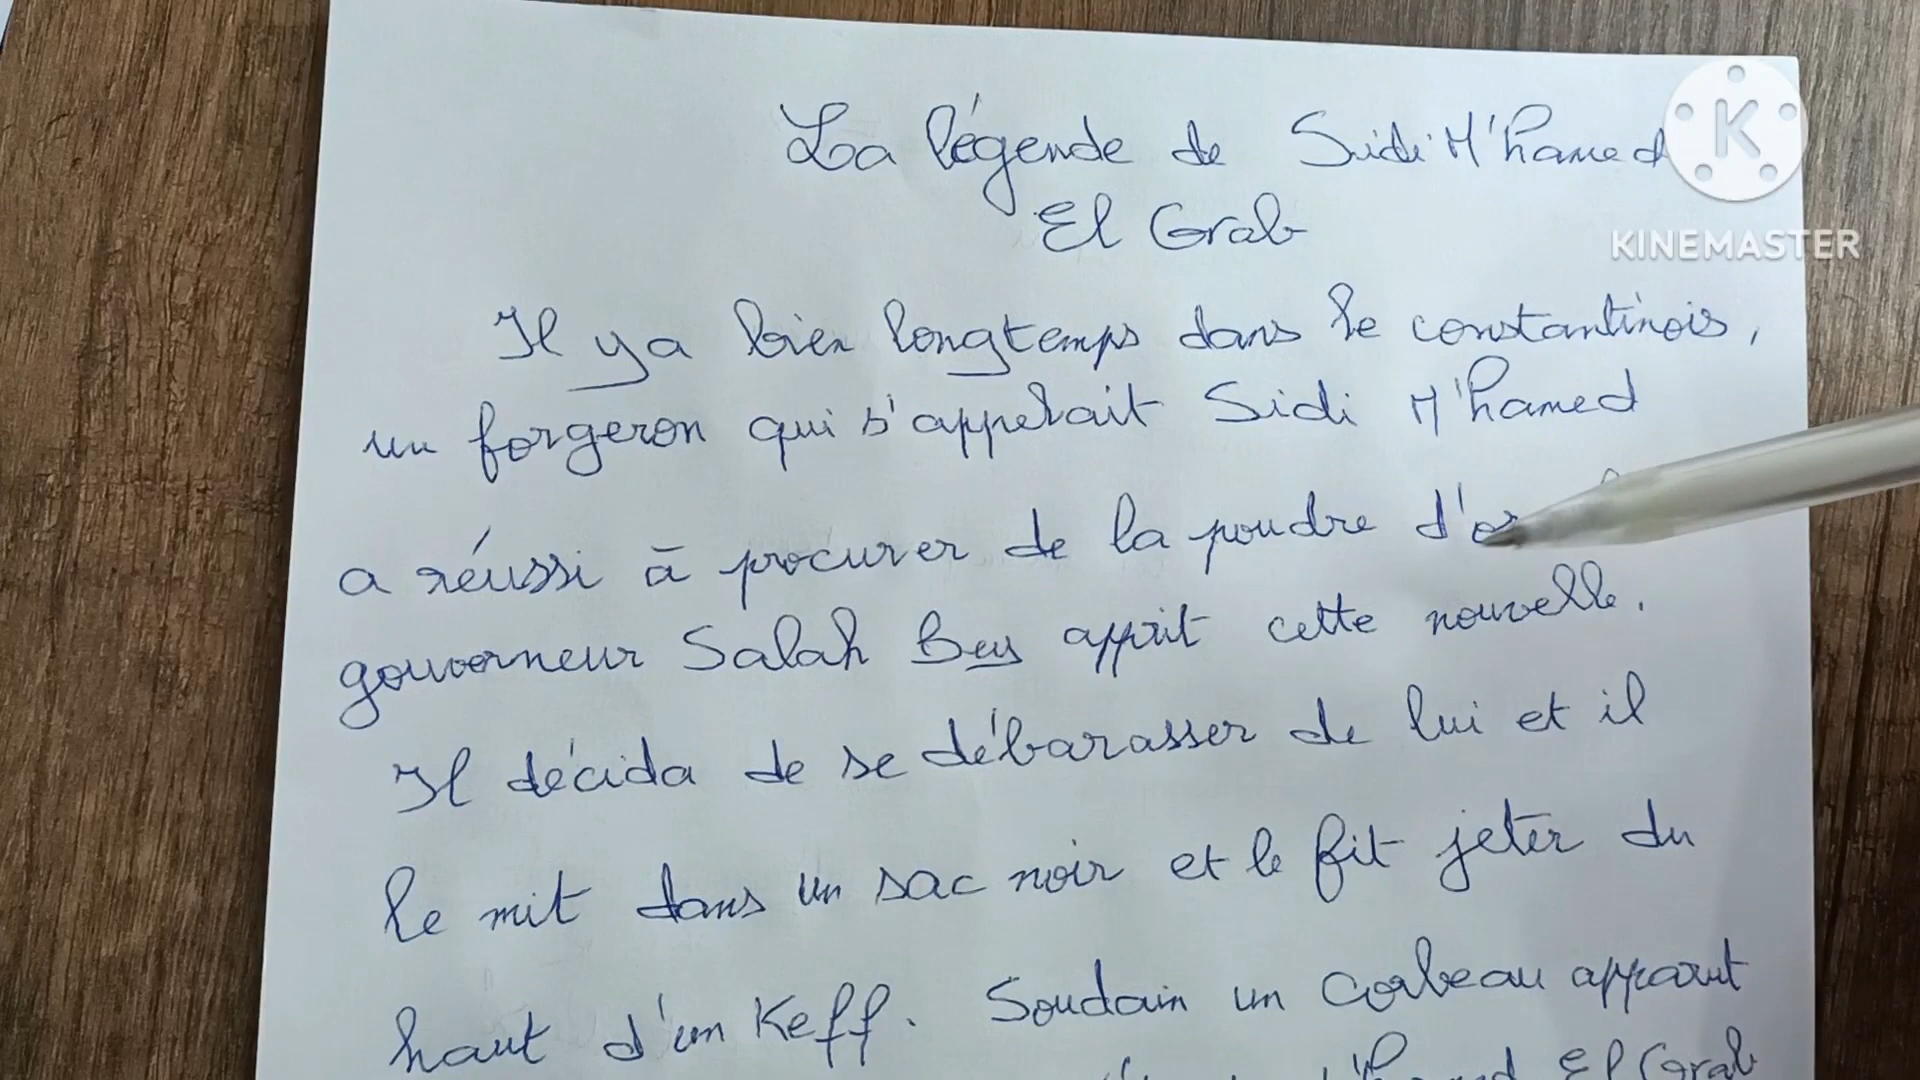 La légende de Sidi M'hamed
El Grab
KINEMASTER
Il y a bien longtemps dans le constantinois,
un forgeron qui s'appelait Sidi M'hamed
a réussi à procurer de la poudre d'or
gouverneur Salah Bey apprit cette nouvelle.
Il décida de se débarasser de lui et il
le mit dans un sac noir et le fit jeter du
haut d'un Keff. Soudain un corbeau apparut
El Grab